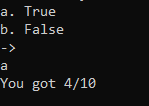 a. True
b. False
->
a
You got 4/10